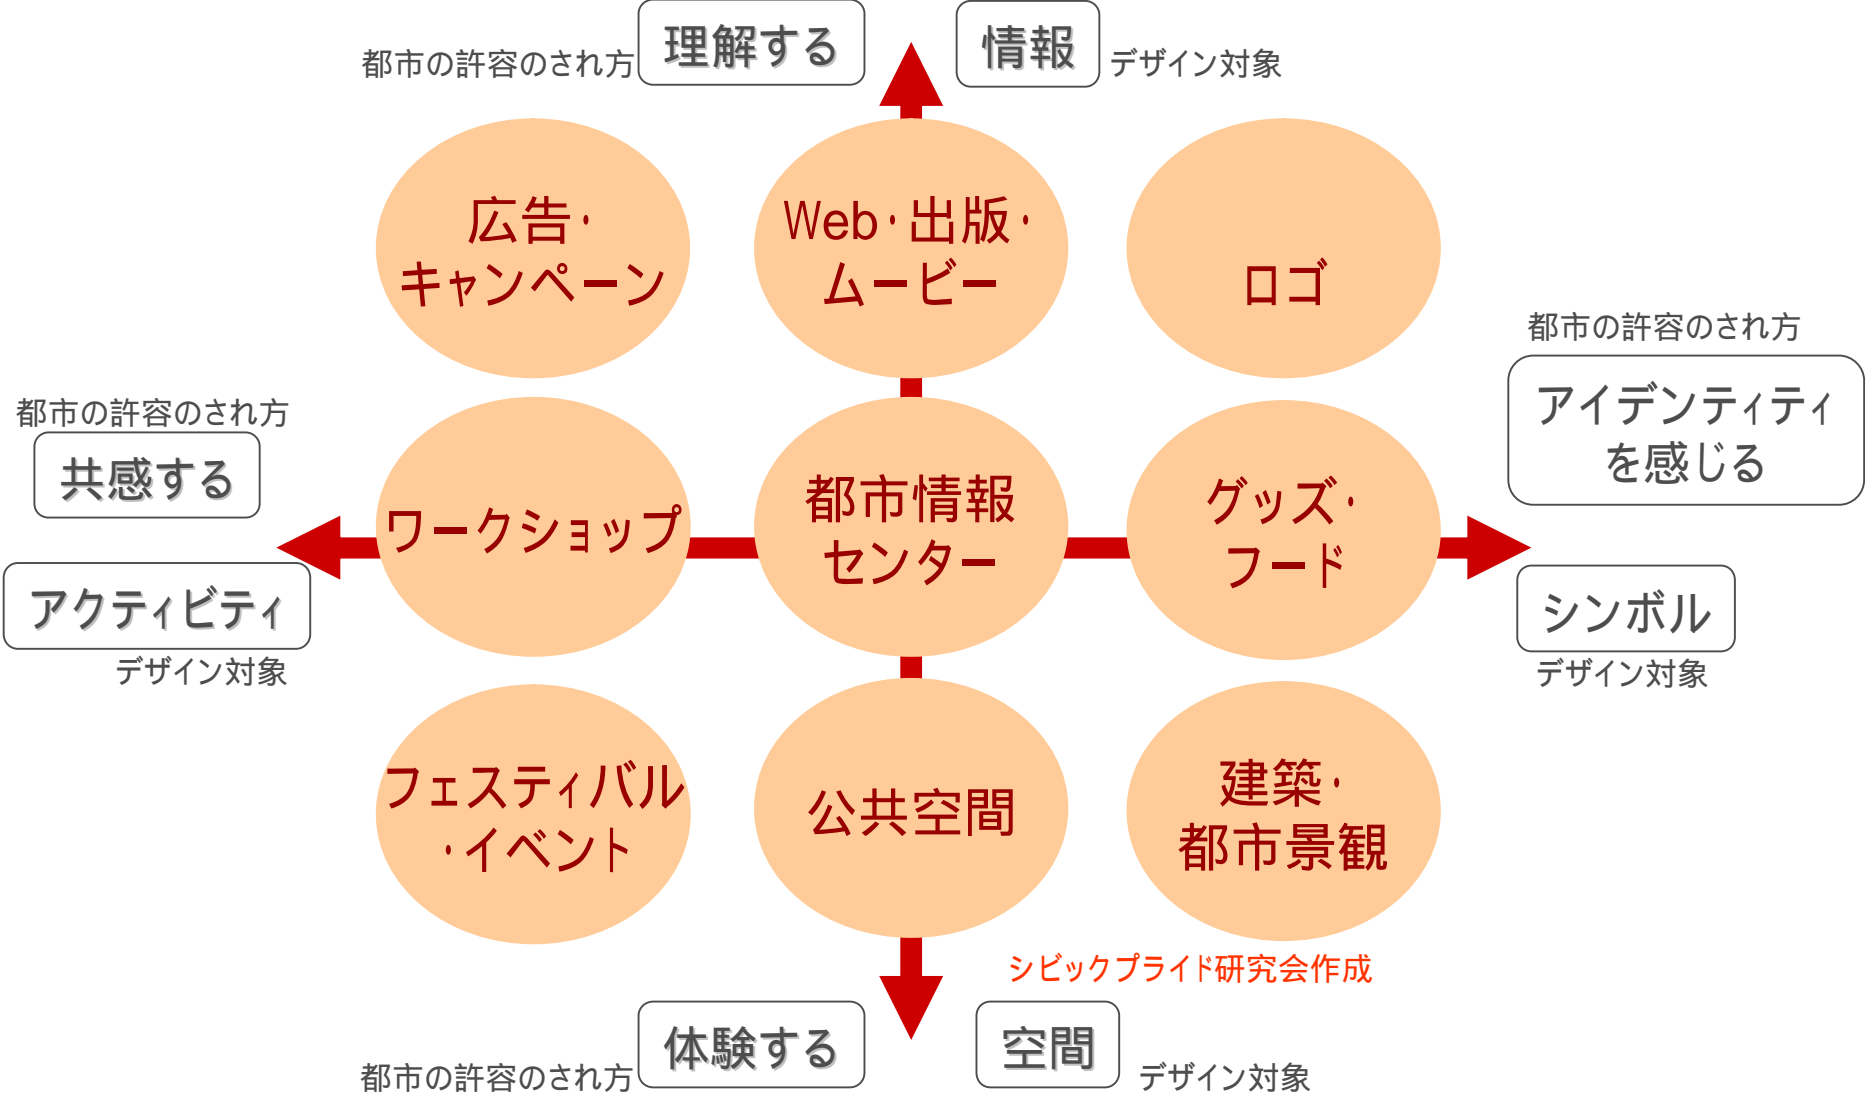 都市の許容のされ方
理解する
情報
デザイン対象
広告・
キャンペーン
Web・出版・
ムービー
ロゴ
都市の許容のされ方
アイデンティティ
を感じる
都市の許容のされ方
共感する
ワークショップ
都市情報
センター
グッズ・
フード
アクティビティ
デザイン対象
シンボル
デザイン対象
フェスティバル
・イベント
公共空間
建築・
都市景観
シビックプライド研究会作成
都市の許容のされ方
体験する
空間
デザイン対象